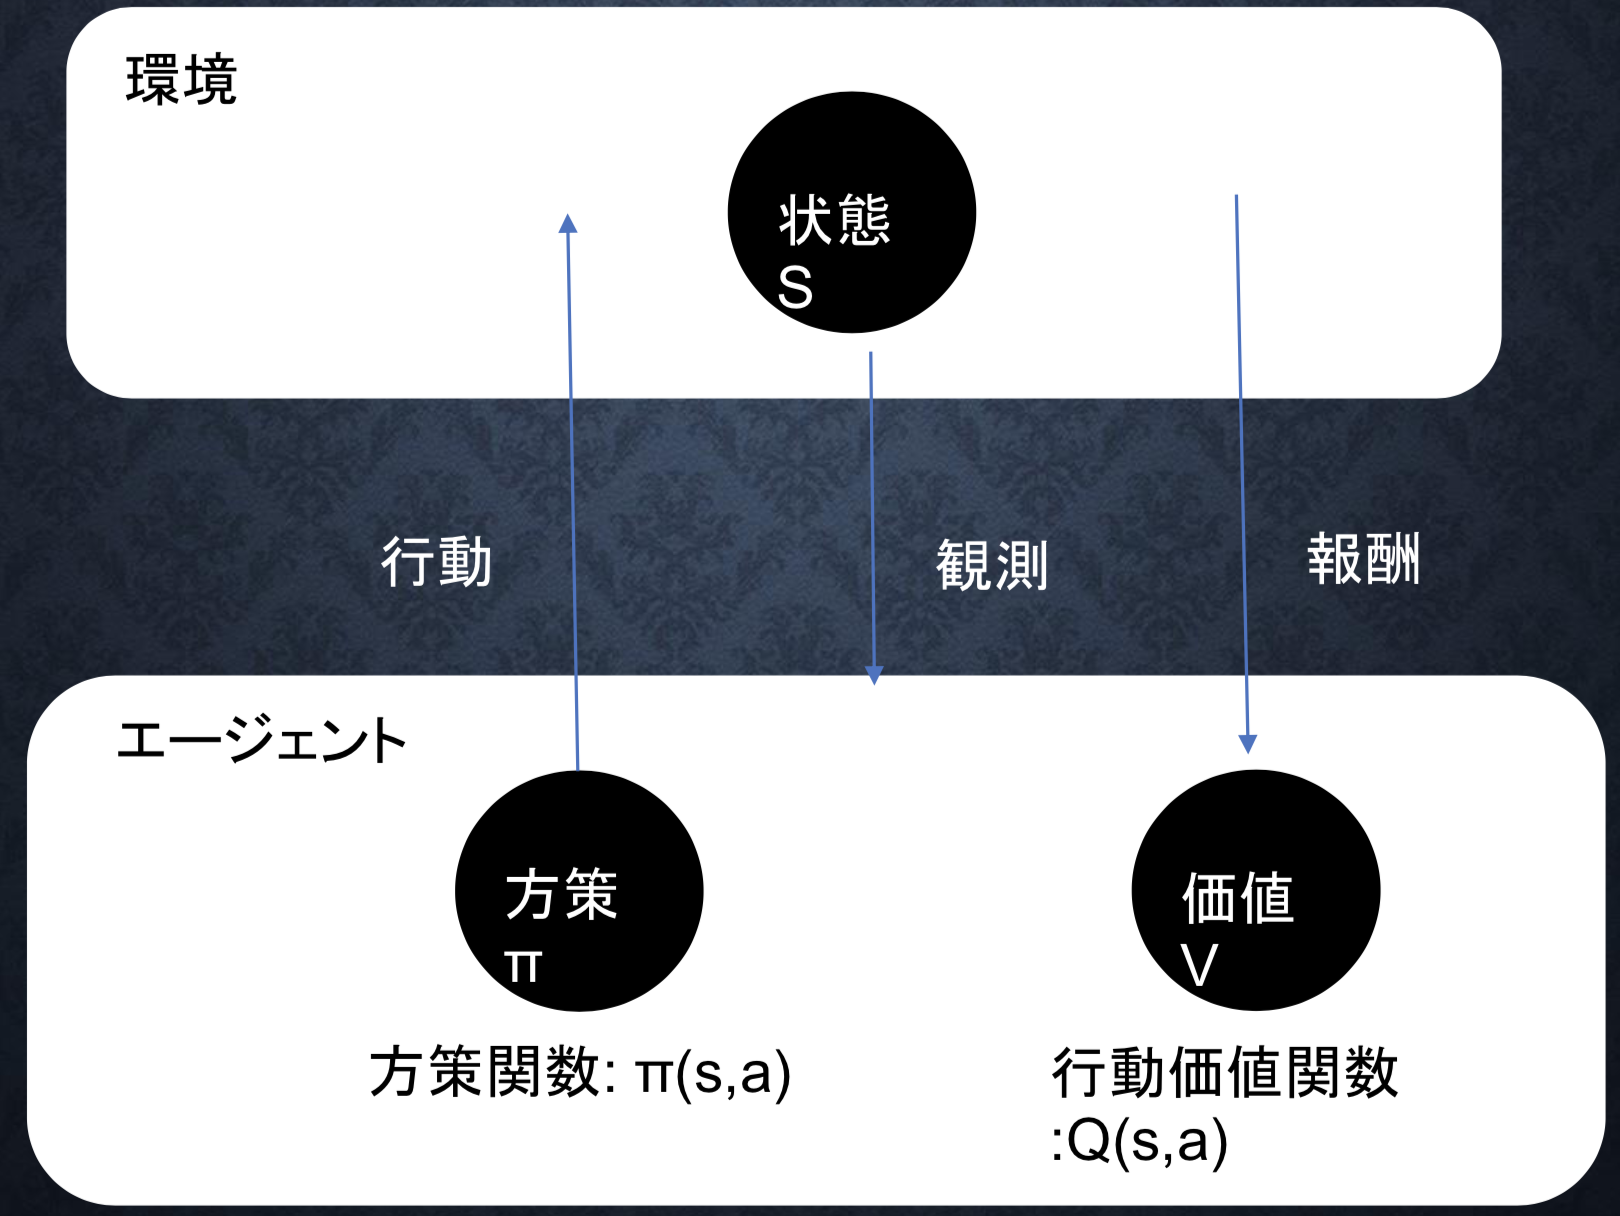 環境
状態
S
行動
観測
報酬
エージェント
方策
π
価値
V
方策関数: π(s,a)
行動価値関数
:Q(s,a)